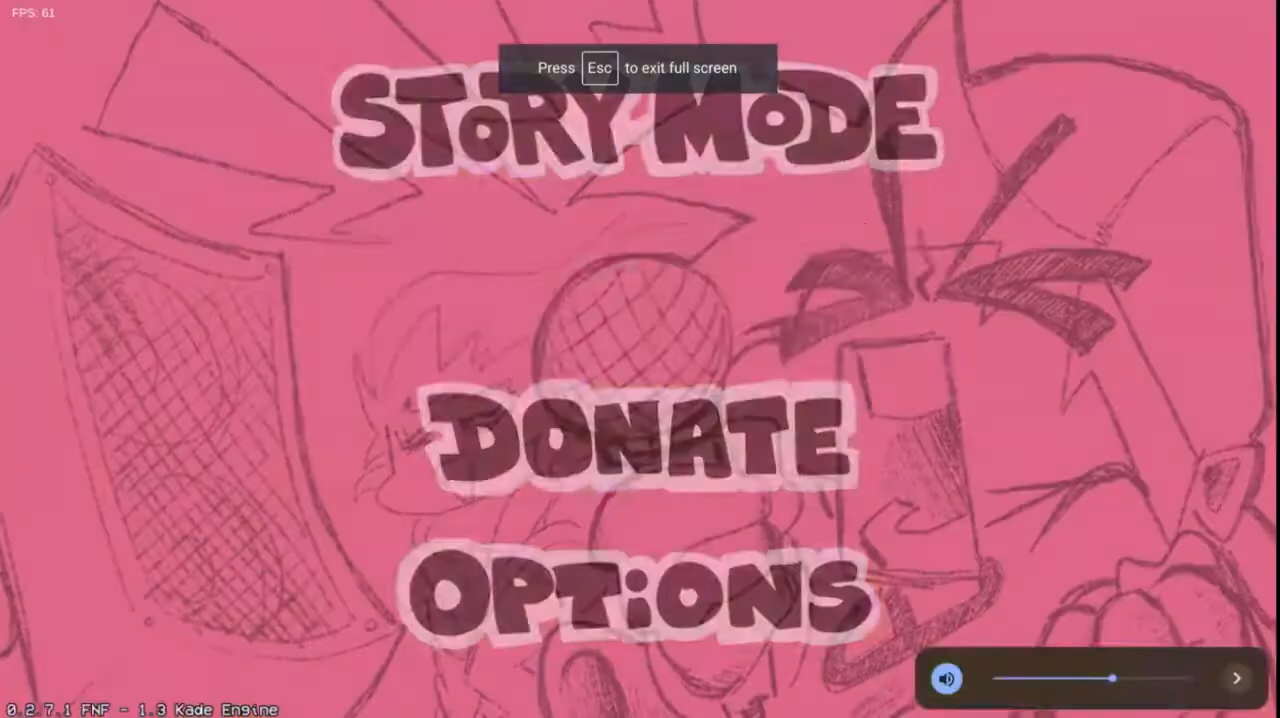 FPS: 61
Press Esc to exit full screen
STORY MODE
DONATE
OPTiONS
0.2.7.1 FNF - 1.3 Kade Engine